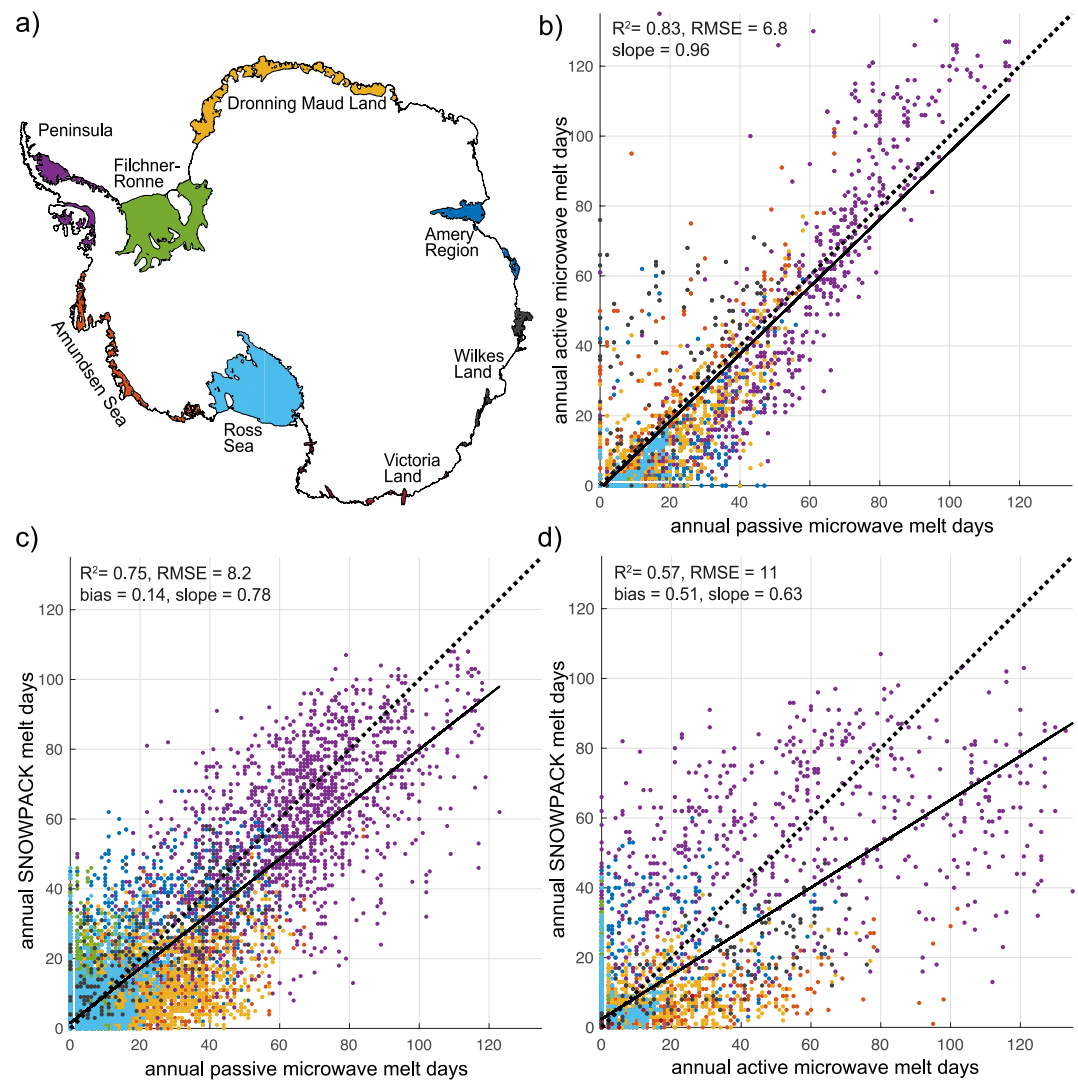 a)
Dronning Maud Land
Peninsula
Filchner-
Ronne
Amery
Region
Amundsen Sea
Wilkes
Land
Ross
Sea
Victoria
Land
b)
R²= 0.83, RMSE = 6.8
slope = 0.96
annual active microwave melt days
120
100
80
60
40
20
0
0 20 40 60 80 100 120
annual passive microwave melt days
c)
R²= 0.75, RMSE = 8.2
bias = 0.14, slope = 0.78
annual SNOWPACK melt days
120
100
80
60
40
20
0
0 20 40 60 80 100 120
annual passive microwave melt days
d)
R²= 0.57, RMSE = 11
bias = 0.51, slope = 0.63
annual SNOWPACK melt days
120
100
80
60
40
20
0
0 20 40 60 80 100 120
annual active microwave melt days